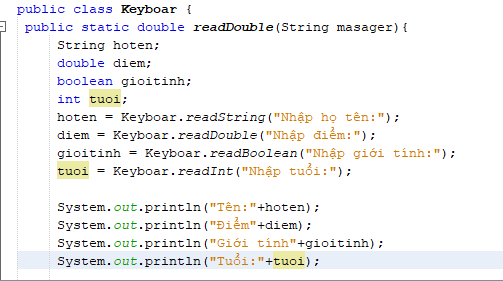 public class Keyboar {
public static double readDouble(String masager){
String hoten;
double diem;
boolean gioitinh;
int tuoi;
hoten = Keyboar.readString("Nhập họ tên:");
diem = Keyboar.readDouble("Nhập điểm:");
gioitinh = Keyboar.readBoolean("Nhập giới tính:");
tuoi = Keyboar.readInt("Nhập tuổi:");
System.out.println("Tên:"+hoten);
System.out.println("Điểm"+diem);
System.out.println("Giới tính"+gioitinh);
System.out.println("Tuổi:"+tuoi);